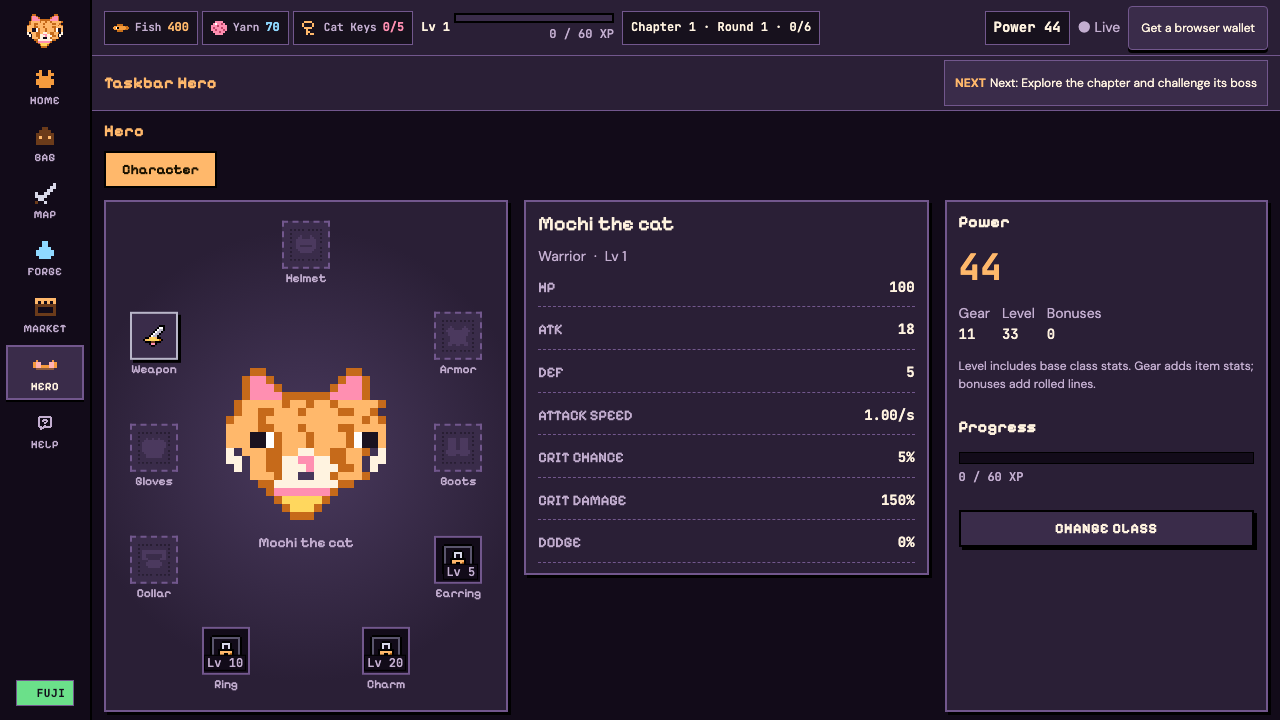 Fish 400
Yarn 70
Cat Keys 0/5
Lv 1
0 / 60 XP
Chapter 1 · Round 1 · 0/6
Power 44
Live
Get a browser wallet
HOME
BAG
MAP
FORGE
MARKET
HERO
HELP
FUJI
Taskbar Hero
NEXT Next: Explore the chapter and challenge its boss
Hero
Character
Helmet
Weapon
Armor
Gloves
Boots
Mochi the cat
Collar
Lv 5
Earring
Lv 10
Ring
Lv 20
Charm
Mochi the cat
Warrior · Lv 1
HP 100
ATK 18
DEF 5
ATTACK SPEED 1.00/s
CRIT CHANCE 5%
CRIT DAMAGE 150%
DODGE 0%
Power
44
Gear Level Bonuses
11 33 0
Level includes base class stats. Gear adds item stats;
bonuses add rolled lines.
Progress
0 / 60 XP
CHANGE CLASS